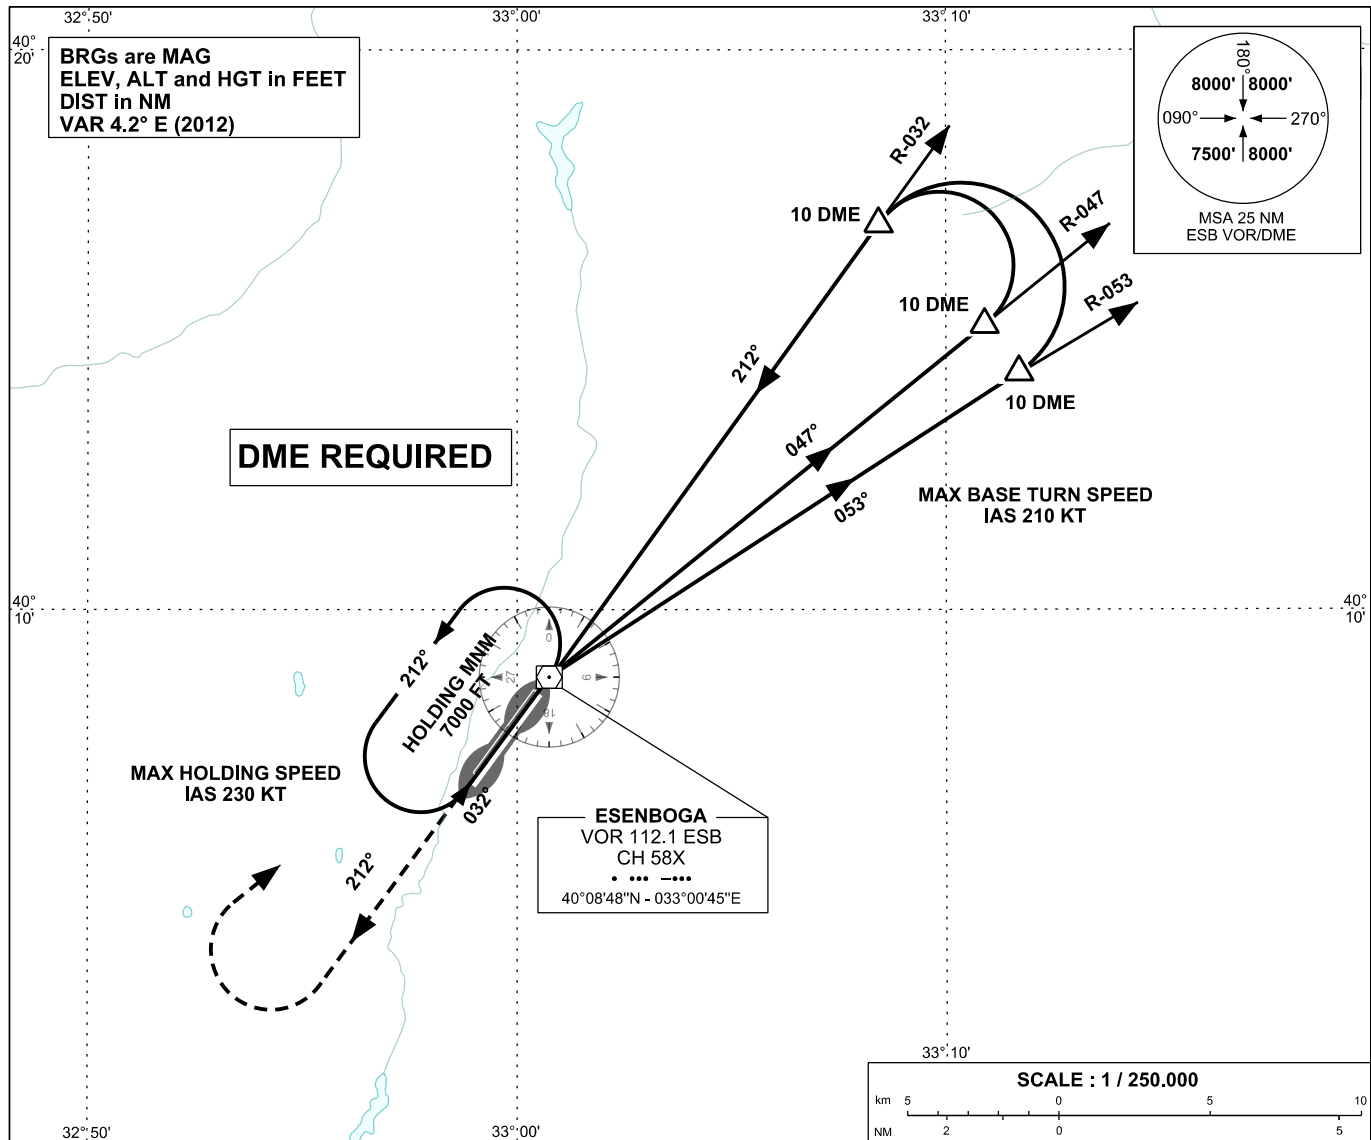 32°50'
33°00'
33°10'
40°
20'
BRGs are MAG
ELEV, ALT and HGT in FEET
DIST in NM
VAR 4.2° E (2012)
180°
8000' 8000'
090° 270°
7500' 8000'
MSA 25 NM
ESB VOR/DME
R-032
10 DME
R-047
10 DME
R-053
10 DME
212°
047°
053°
DME REQUIRED
MAX BASE TURN SPEED
IAS 210 KT
40°
10'
40°
10'
212°
HOLDING MNM
7000 FT
0
27
9
18
MAX HOLDING SPEED
IAS 230 KT
032°
212°
ESENBOGA
VOR 112.1 ESB
CH 58X
• ••• –•••
40°08'48"N - 033°00'45"E
33°10'
SCALE : 1 / 250.000
km 5 0 5 10
NM 2 0 5
32°50'
33°00'